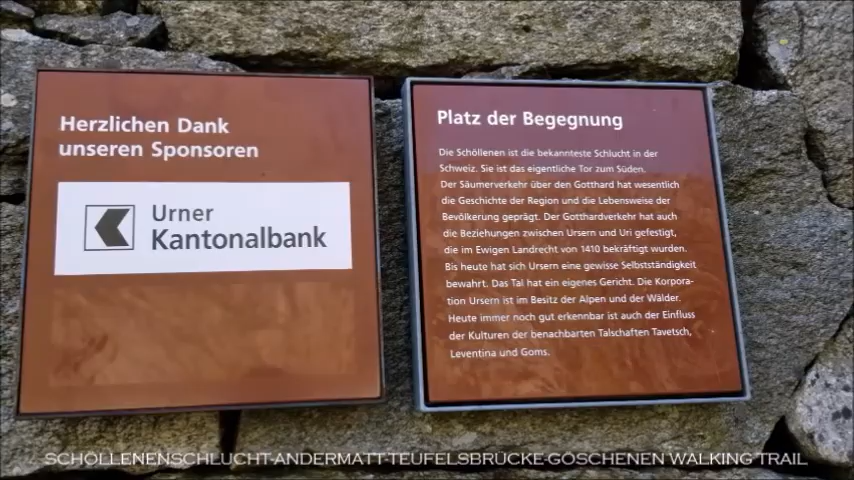 Herzlichen Dank
unseren Sponsoren
Urner
Kantonalbank
Platz der Begegnung
Die Schöllenen ist die bekannteste Schlucht in der
Schweiz. Sie ist das eigentliche Tor zum Süden.
Der Säumerverkehr über den Gotthard hat wesentlich
die Geschichte der Region und die Lebensweise der
Bevölkerung geprägt. Der Gotthardverkehr hat auch
die Beziehungen zwischen Ursern und Uri gefestigt,
die im Ewigen Landrecht von 1410 bekräftigt wurden.
Bis heute hat sich Ursern eine gewisse Selbstständigkeit
bewahrt. Das Tal hat ein eigenes Gericht. Die Korpora-
tion Ursern ist im Besitz der Alpen und der Wälder.
Heute immer noch gut erkennbar ist auch der Einfluss
der Kulturen der benachbarten Talschaften Tavetsch,
Leventina und Goms.
SCHÖLLENENSCHLUCHT-ANDERMATT-TEUFELSBRÜCKE-GÖSCHENEN WALKING TRAIL